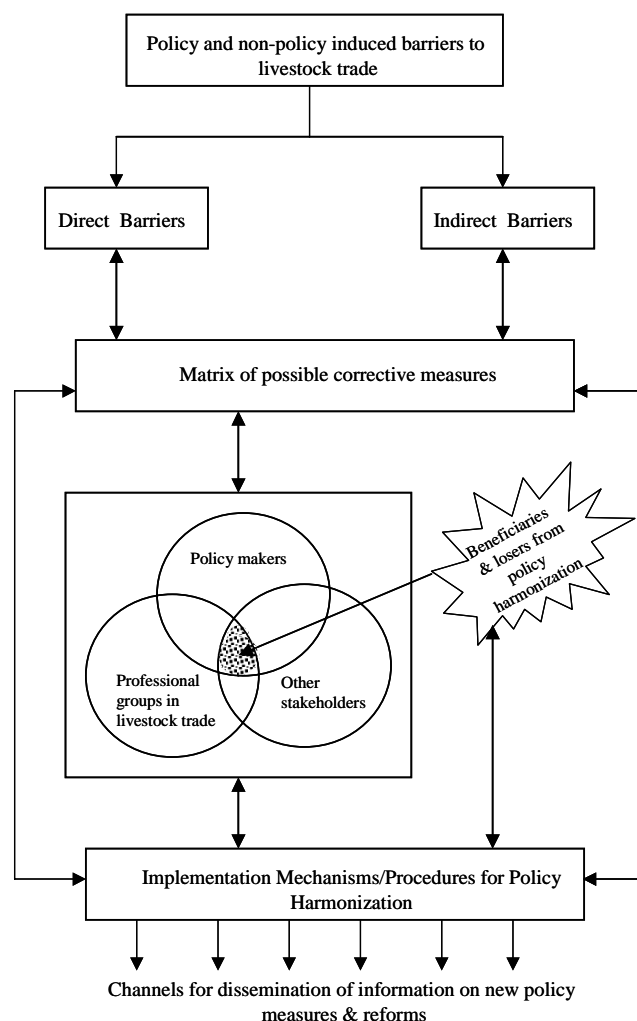 Policy and non-policy induced barriers to
livestock trade
Direct Barriers
Indirect Barriers
Matrix of possible corrective measures
Beneficiaries
& losers from
policy
harmonization
Policy makers
Professional
groups in
livestock trade
Other
stakeholders
Implementation Mechanisms/Procedures for Policy
Harmonization
Channels for dissemination of information on new policy
measures & reforms